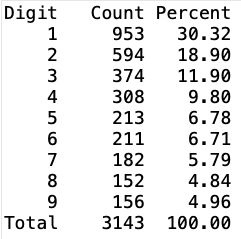 Digit Count Percent
1 953 30.32
2 594 18.90
3 374 11.90
4 308 9.80
5 213 6.78
6 211 6.71
7 182 5.79
8 152 4.84
9 156 4.96
Total 3143 100.00